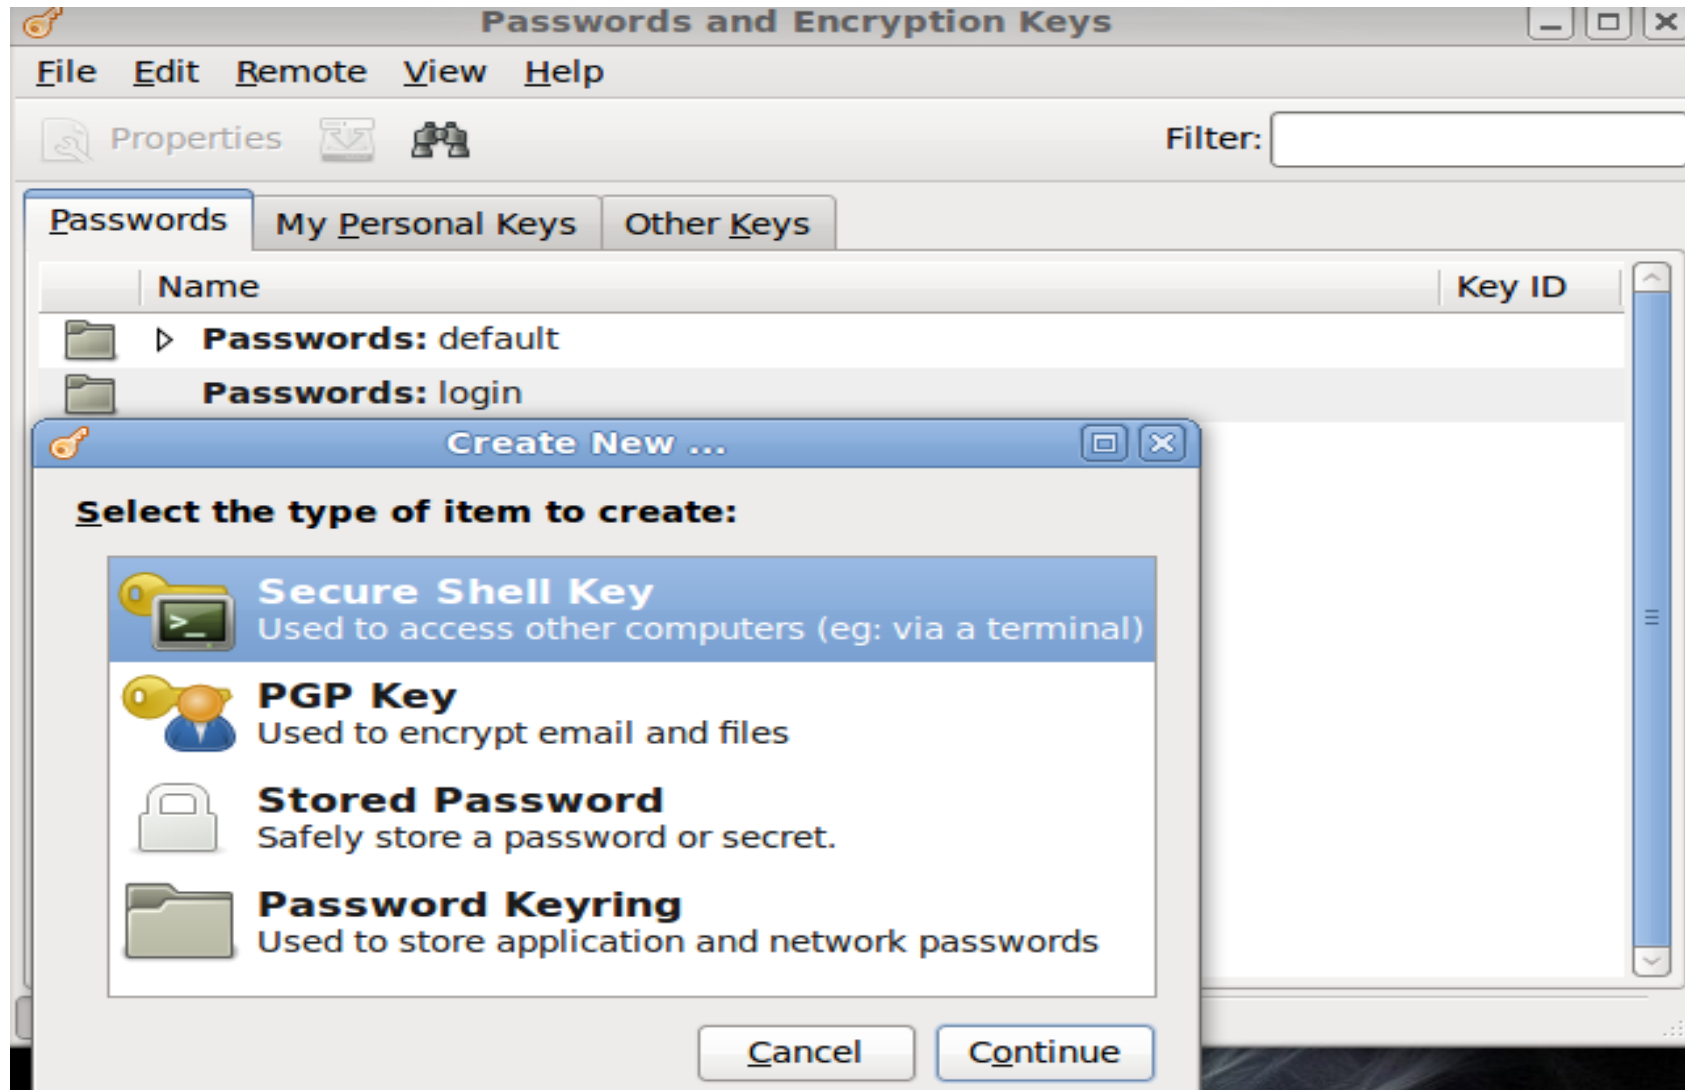 Passwords and Encryption Keys
File Edit Remote View Help
Properties Filter:
Passwords My Personal Keys Other Keys
Name Key ID
Passwords: default
Passwords: login
Create New ...
Select the type of item to create:
>_
Secure Shell Key
Used to access other computers (eg: via a terminal)
PGP Key
Used to encrypt email and files
Stored Password
Safely store a password or secret.
Password Keyring
Used to store application and network passwords
Cancel Continue